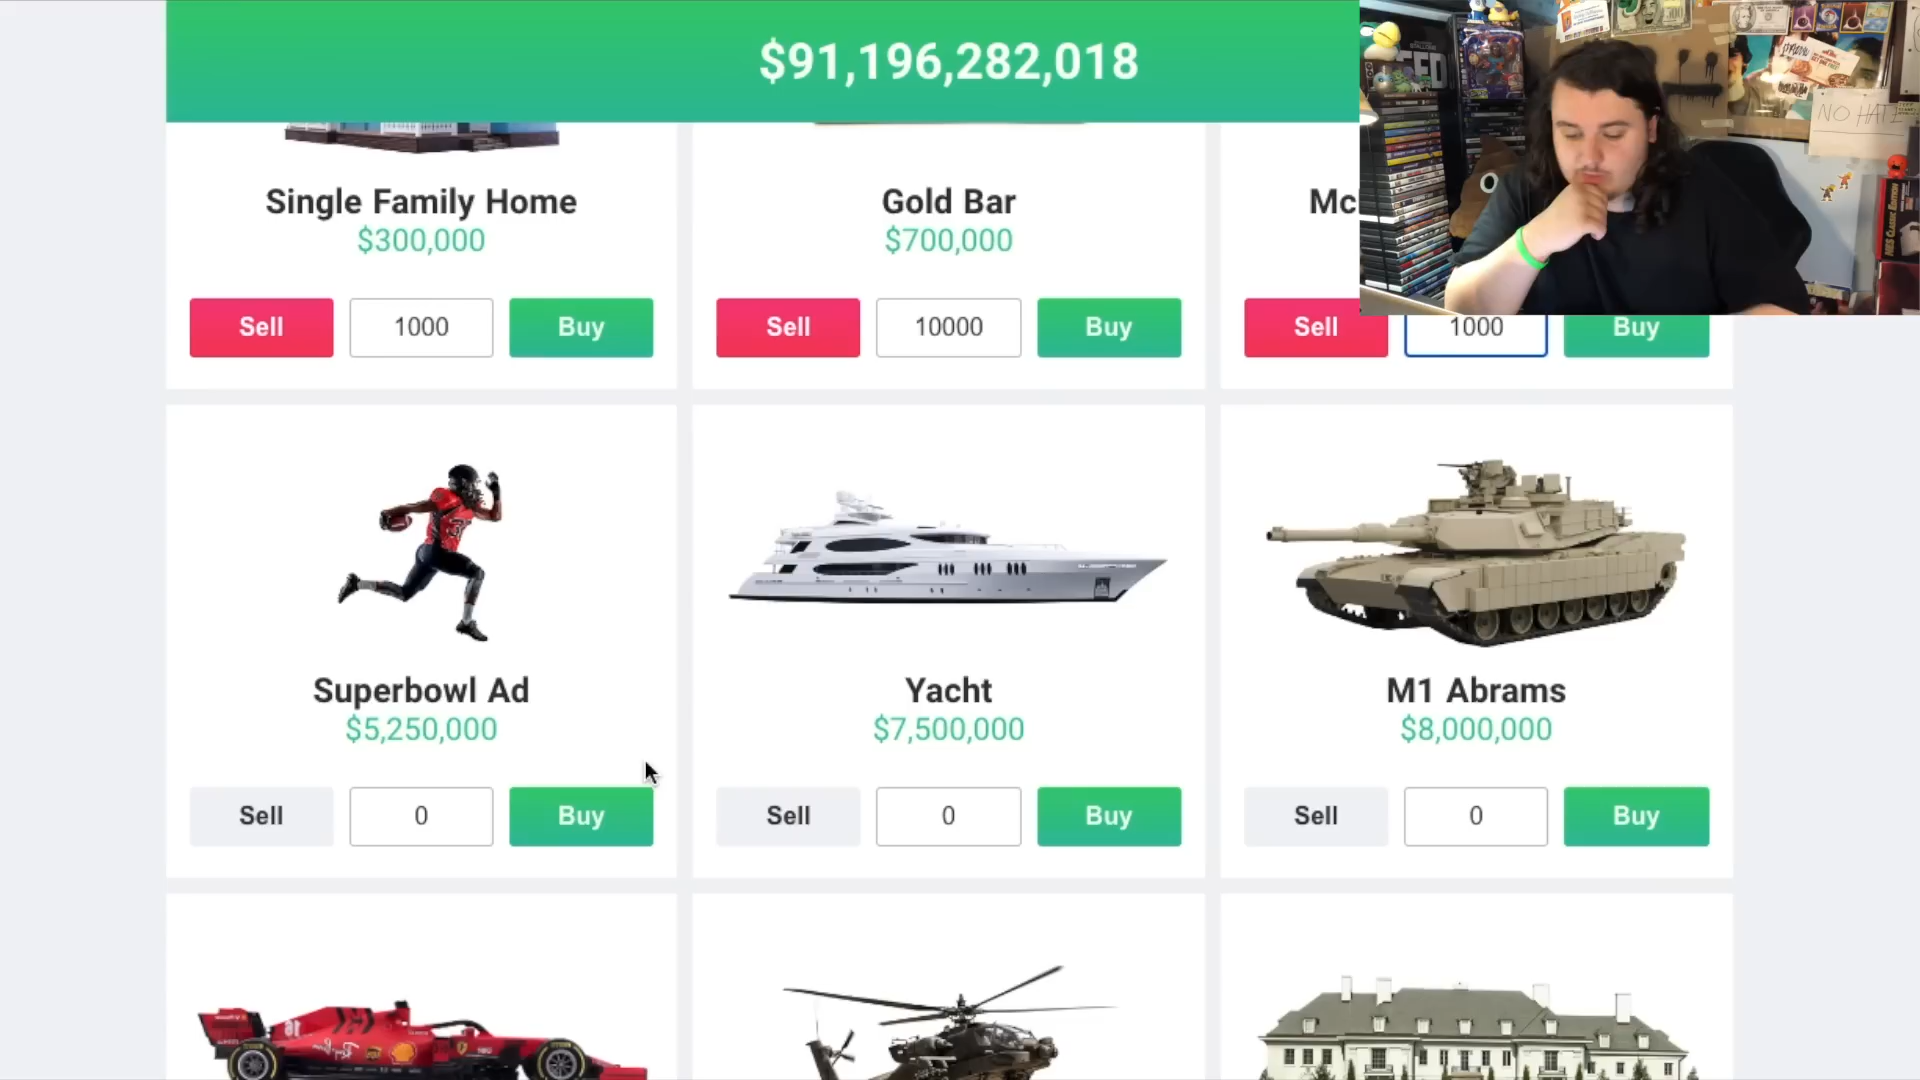 $91,196,282,018
NO HATE
Single Family Home
$300,000
Sell
1000
Buy
Gold Bar
$700,000
Sell
10000
Buy
Mc
Sell
1000
Buy
Superbowl Ad
$5,250,000
Sell
0
Buy
Yacht
$7,500,000
Sell
0
Buy
M1 Abrams
$8,000,000
Sell
0
Buy